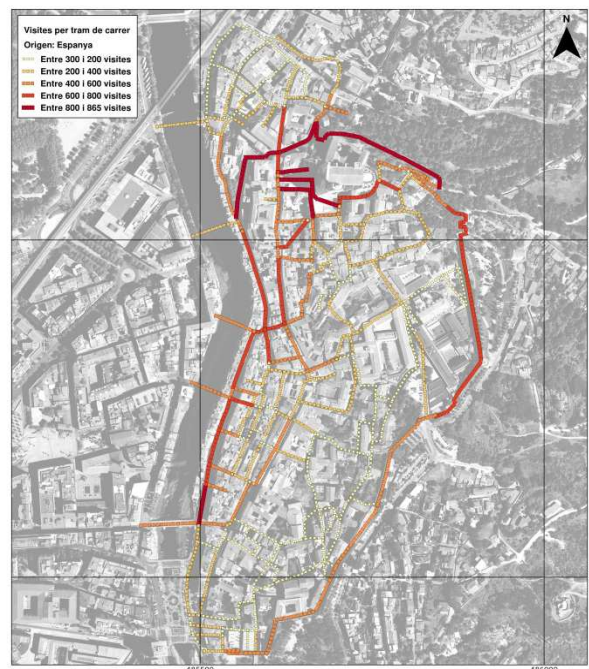 Visites per tram de carrer
Origen: Espanya
Entre 300 i 200 visites
Entre 200 i 400 visites
Entre 400 i 600 visites
Entre 600 i 800 visites
Entre 800 i 865 visites
N